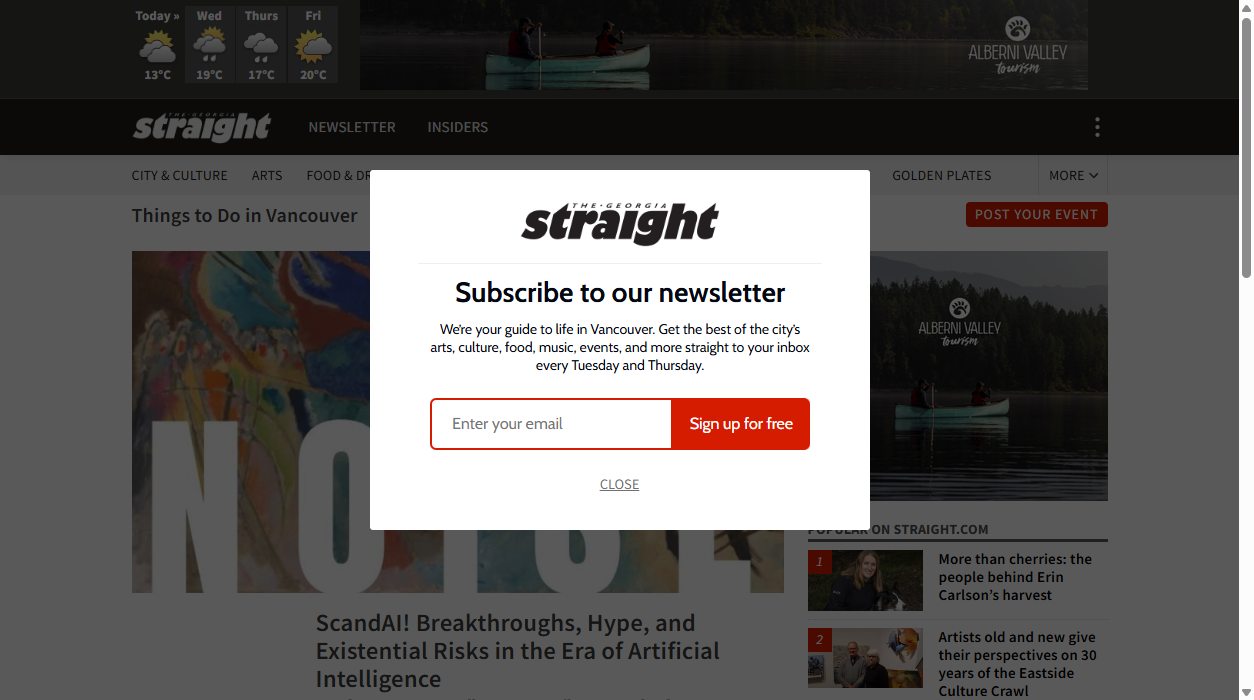 Today »
Wed
Thurs
Fri
13°C
19°C
17°C
20°C
ALBERNI VALLEY
tourism
THE·GEORGIA
straight
NEWSLETTER
INSIDERS
CITY & CULTURE
ARTS
FOOD & DR
GOLDEN PLATES
MORE
Things to Do in Vancouver
POST YOUR EVENT
THE·GEORGIA
straight
Subscribe to our newsletter
We're your guide to life in Vancouver. Get the best of the city's
arts, culture, food, music, events, and more straight to your inbox
every Tuesday and Thursday.
Enter your email
Sign up for free
CLOSE
ALBERNI VALLEY
tourism
POPULAR ON STRAIGHT.COM
1
More than cherries: the
people behind Erin
Carlson's harvest
2
Artists old and new give
their perspectives on 30
years of the Eastside
Culture Crawl
ScandAI! Breakthroughs, Hype, and
Existential Risks in the Era of Artificial
Intelligence